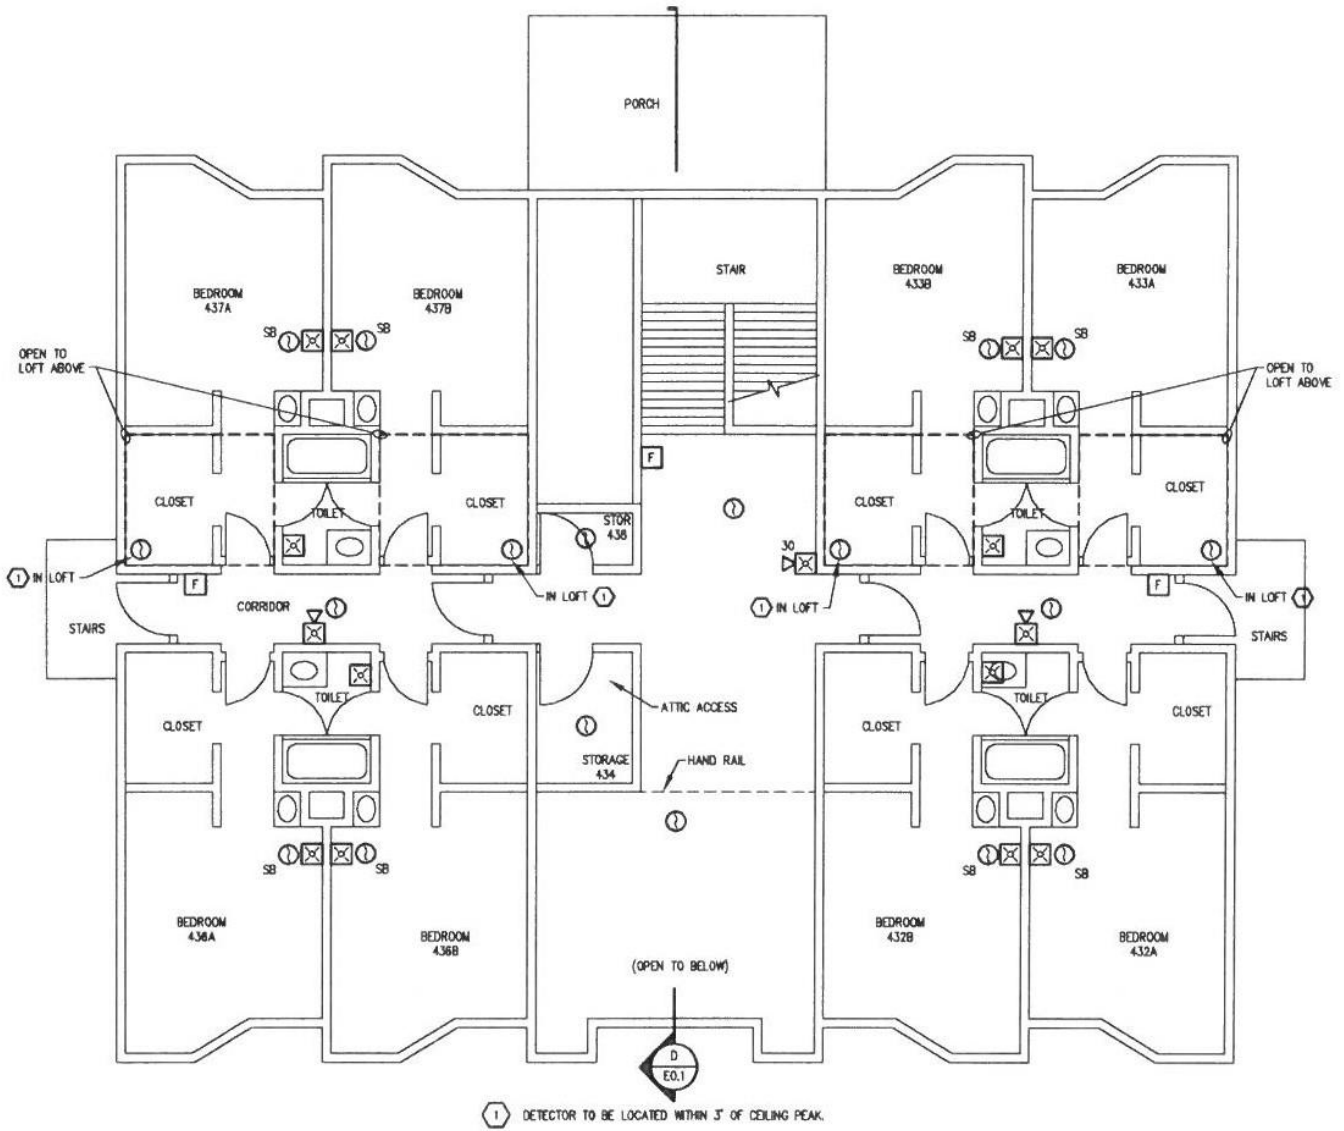 PORCH
STAIR
BEDROOM
437A
BEDROOM
437B
BEDROOM
433B
BEDROOM
433A
SB
SB
SB
SB
OPEN TO
LOFT ABOVE
OPEN TO
LOFT ABOVE
F
CLOSET
TOILET
CLOSET
STOR
438
CLOSET
TOILET
CLOSET
30
1 IN LOFT
F
IN LOFT 1
1 IN LOFT
F
IN LOFT 1
STAIRS
CORRIDOR
STAIRS
TOILET
TOILET
CLOSET
CLOSET
CLOSET
CLOSET
ATTIC ACCESS
STORAGE
434
HAND RAIL
SB
SB
SB
BEDROOM
436A
BEDROOM
436B
BEDROOM
432B
BEDROOM
432A
(OPEN TO BELOW)
D
E0.1
1 DETECTOR TO BE LOCATED WITHIN 3" OF CEILING PEAK.